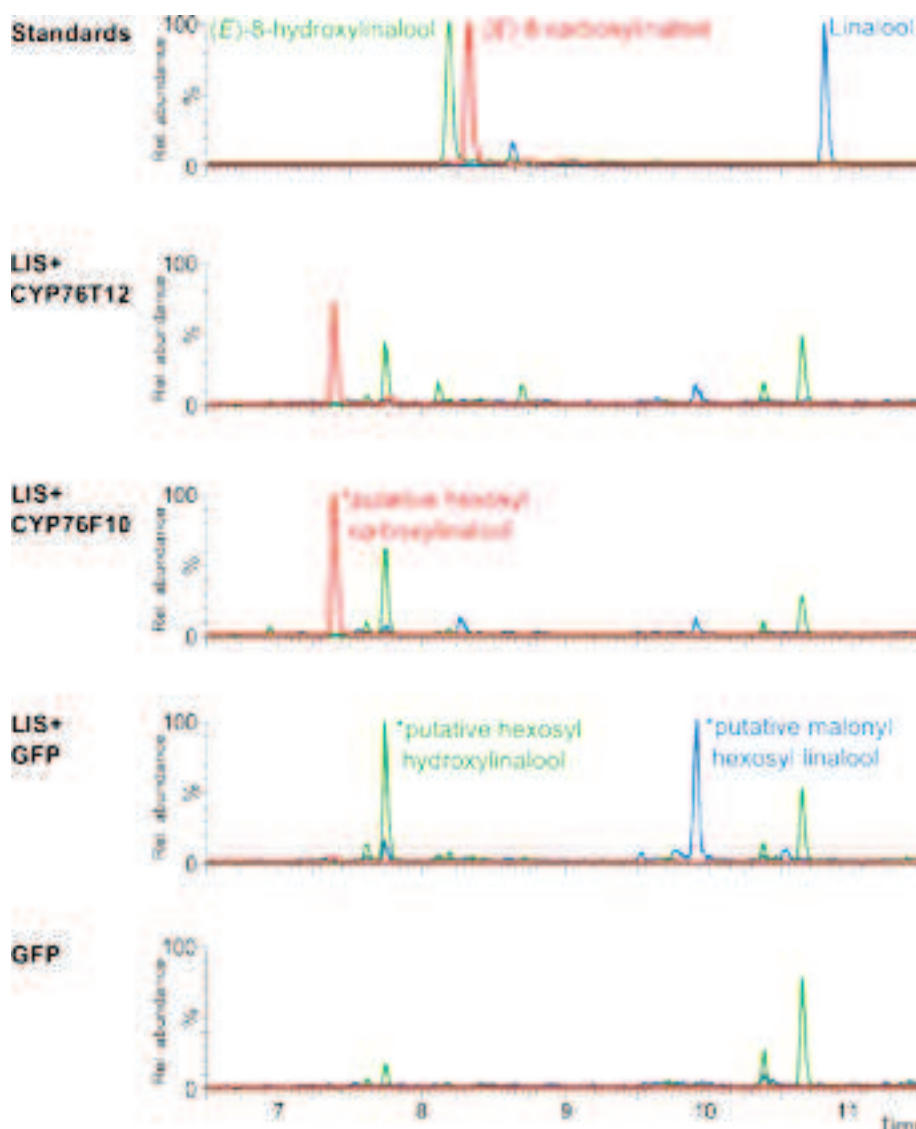 Standards
100
(E)-8-hydroxylinalool
(E)-8-carboxylinalool
Linalool
%
Rel abundance
0
LIS+
CYP76T12
100
%
Rel abundance
0
LIS+
CYP76F10
100
*putative hexosyl
carboxylinalool
%
Rel abundance
0
LIS+
GFP
100
*putative hexosyl
hydroxylinalool
*putative malonyl
hexosyl linalool
%
Rel abundance
0
GFP
100
%
Rel abundance
0
7 8 9 10 11
Time